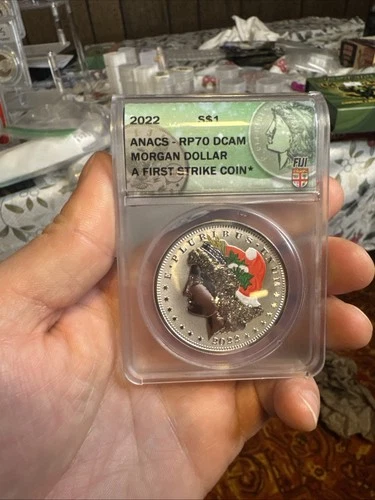 2022 S$1
ANACS - RP70 DCAM
MORGAN DOLLAR
A FIRST STRIKE COIN*
FIJI
E·PLURIBUS·UNUM
2022